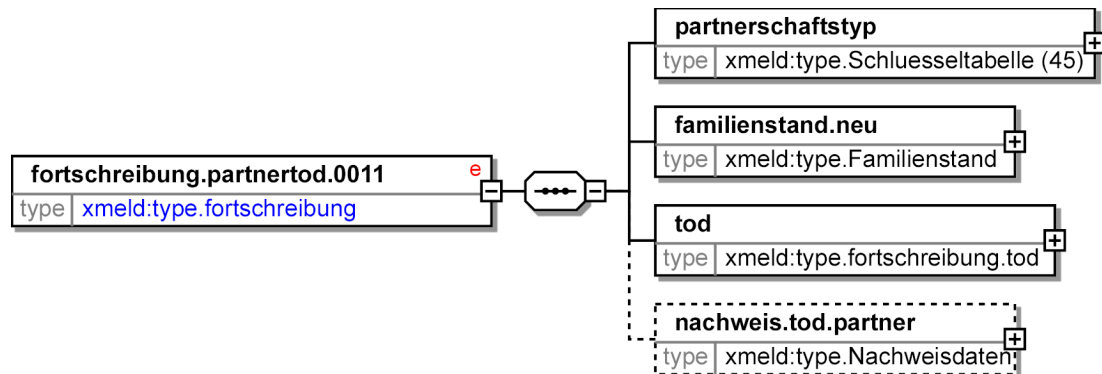 partnerschaftstyp
type xmeld:type.Schluesseltabelle (45)
familienstand.neu
type xmeld:type.Familienstand
fortschreibung.partnertod.0011 e
type xmeld:type.fortschreibung
tod
type xmeld:type.fortschreibung.tod
nachweis.tod.partner
type xmeld:type.Nachweisdaten